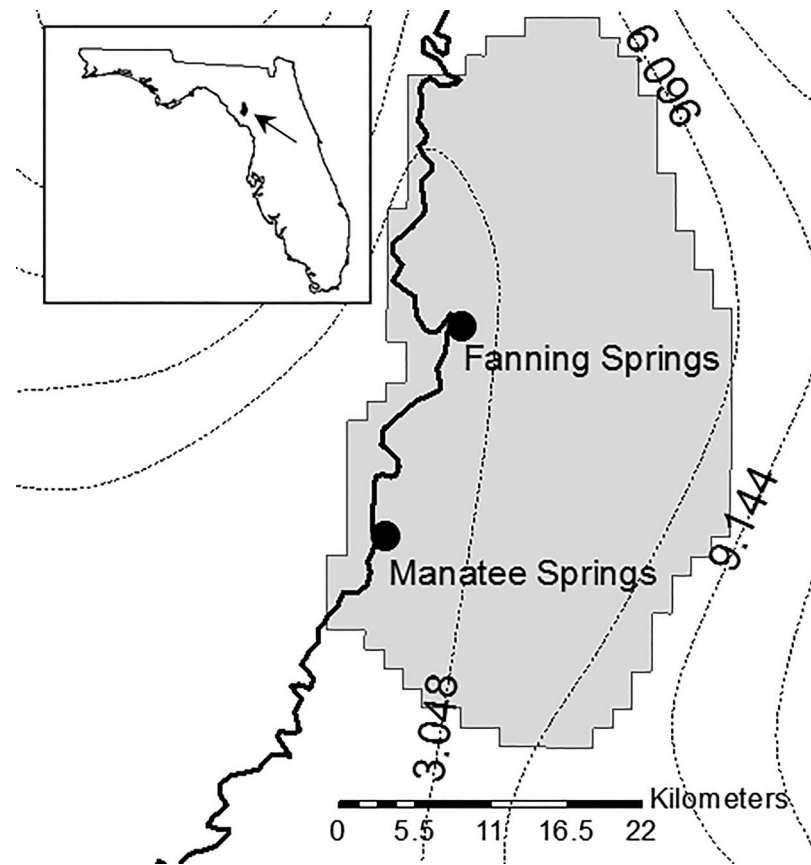 6.096
Fanning Springs
9.144
Manatee Springs
3.048
Kilometers
0 5.5 11 16.5 22